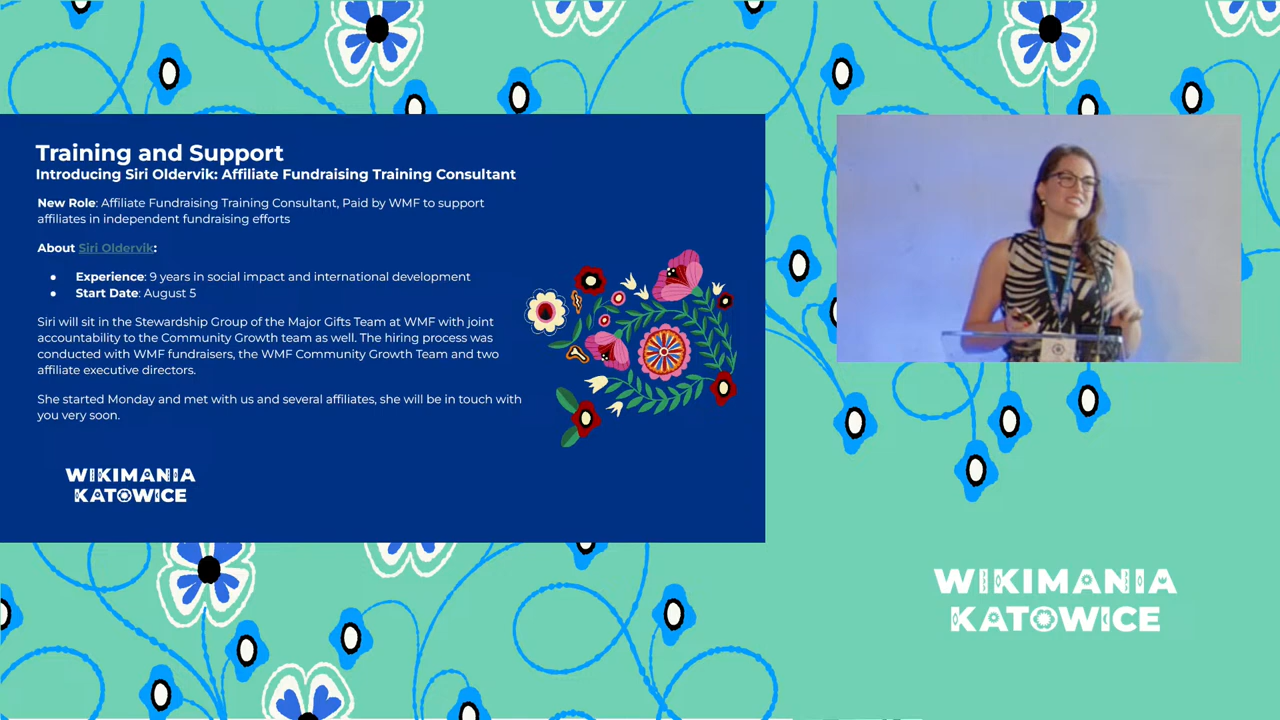 Training and Support
Introducing Siri Oldervik: Affiliate Fundraising Training Consultant
New Role: Affiliate Fundraising Training Consultant, Paid by WMF to support
affiliates in independent fundraising efforts
About Siri Oldervik:
● Experience: 9 years in social impact and international development
● Start Date: August 5
Siri will sit in the Stewardship Group of the Major Gifts Team at WMF with joint
accountability to the Community Growth team as well. The hiring process was
conducted with WMF fundraisers, the WMF Community Growth Team and two
affiliate executive directors.
She started Monday and met with us and several affiliates, she will be in touch with
you very soon.
WIKIMANIA
KATOWICE
WIKIMANIA
KATOWICE